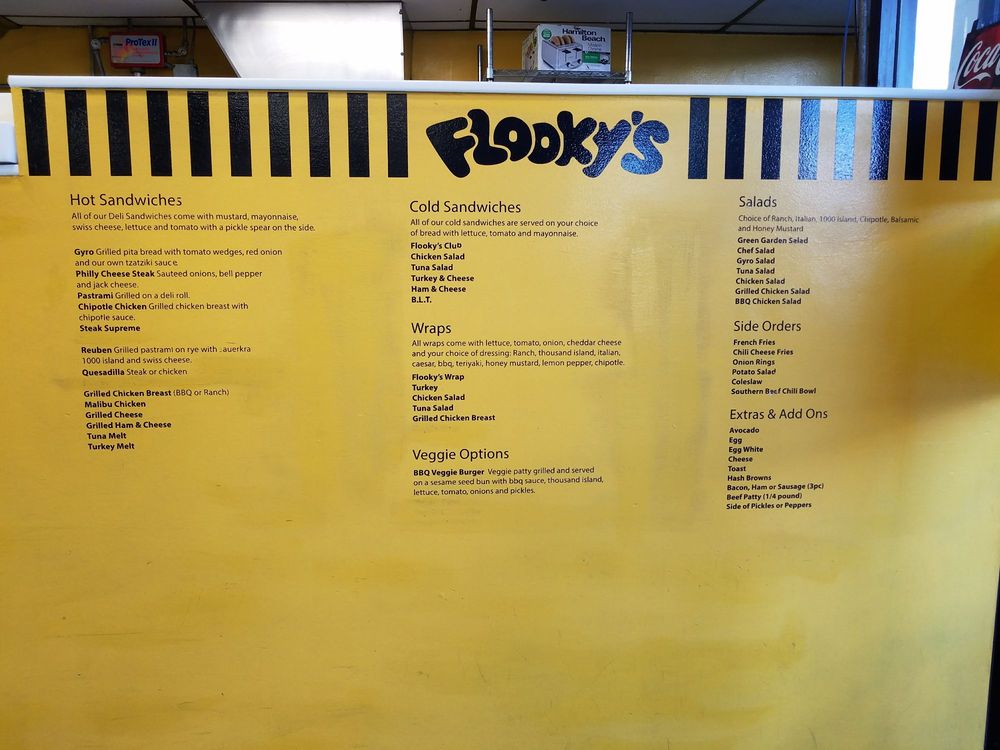 ProTex II
Hamilton
Beach
Coca
FLOOKY'S
Hot Sandwiches
All of our Deli Sandwiches come with mustard, mayonnaise,
swiss cheese, lettuce and tomato with a pickle spear on the side.
Gyro Grilled pita bread with tomato wedges, red onion
and our own tzatziki sauce.
Philly Cheese Steak Sauteed onions, bell pepper
and jack cheese.
Pastrami Grilled on a deli roll.
Chipotle Chicken Grilled chicken breast with
chipotle sauce.
Steak Supreme
Reuben Grilled pastrami on rye with auerkra
1000 island and swiss cheese.
Quesadilla Steak or chicken
Grilled Chicken Breast (BBQ or Ranch)
Malibu Chicken
Grilled Cheese
Grilled Ham & Cheese
Tuna Melt
Turkey Melt
Cold Sandwiches
All of our cold sandwiches are served on your choice
of bread with lettuce, tomato and mayonnaise.
Flooky's Club
Chicken Salad
Tuna Salad
Turkey & Cheese
Ham & Cheese
B.L.T.
Wraps
All wraps come with lettuce, tomato, onion, cheddar cheese
and your choice of dressing: Ranch, thousand island, italian,
caesar, bbq, teriyaki, honey mustard, lemon pepper, chipotle.
Flooky's Wrap
Turkey
Chicken Salad
Tuna Salad
Grilled Chicken Breast
Veggie Options
BBQ Veggie Burger Veggie patty grilled and served
on a sesame seed bun with bbq sauce, thousand island,
lettuce, tomato, onions and pickles.
Salads
Choice of Ranch, Italian, 1000 island, Chipotle, Balsamic
and Honey Mustard
Green Garden Salad
Chef Salad
Gyro Salad
Tuna Salad
Chicken Salad
Grilled Chicken Salad
BBQ Chicken Salad
Side Orders
French Fries
Chili Cheese Fries
Onion Rings
Potato Salad
Coleslaw
Southern Beef Chili Bowl
Extras & Add Ons
Avocado
Egg
Egg White
Cheese
Toast
Hash Browns
Bacon, Ham or Sausage (3pc)
Beef Patty (1/4 pound)
Side of Pickles or Peppers